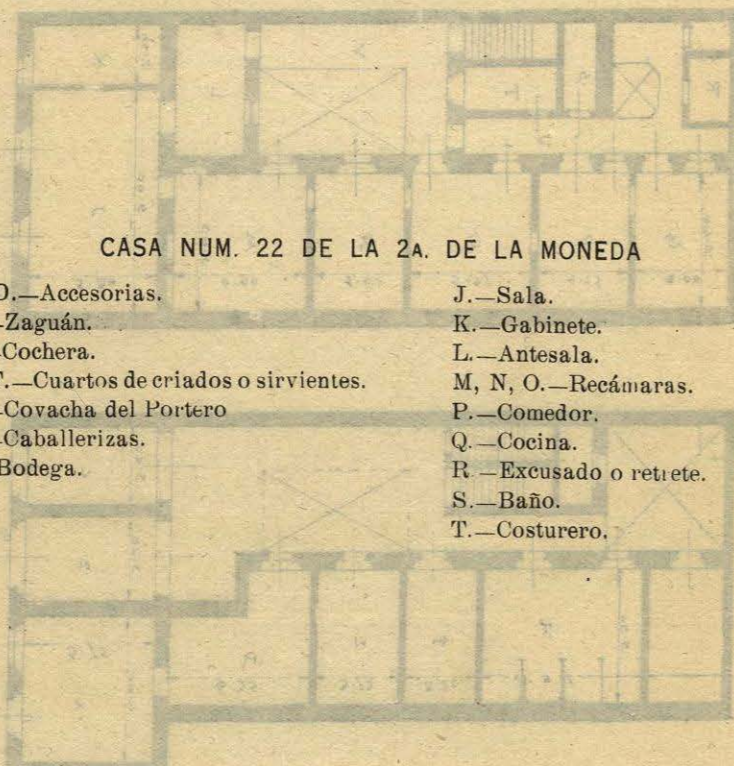 CASA NUM. 22 DE LA 2A. DE LA MONEDA
D.—Accesorias.
-Zaguán.
-Cochera.
F.—Cuartos de criados o sirvientes.
-Covacha del Portero
-Caballerizas.
Bodega.
J.—Sala.
K.—Gabinete.
L.—Antesala.
M, N, O.—Recámaras.
P.—Comedor.
Q.—Cocina.
R.—Excusado o retrete.
S.—Baño.
T.—Costurero.